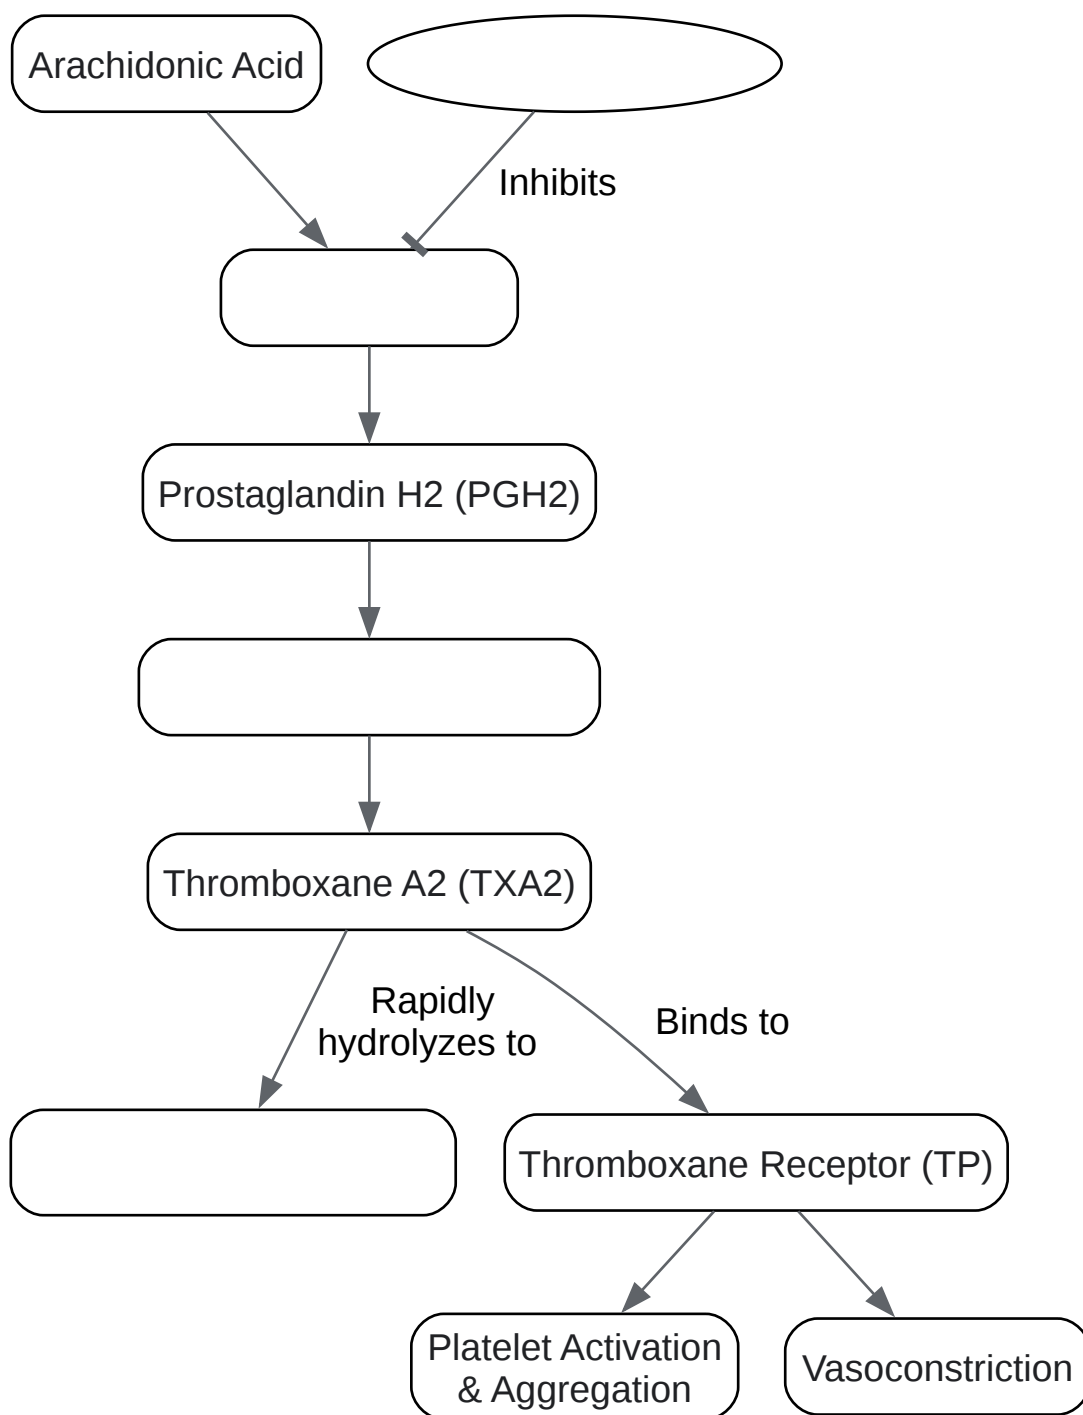 Arachidonic Acid
Inhibits
Prostaglandin H2 (PGH2)
Thromboxane A2 (TXA2)
Rapidly
hydrolyzes to
Binds to
Thromboxane Receptor (TP)
Platelet Activation
& Aggregation
Vasoconstriction